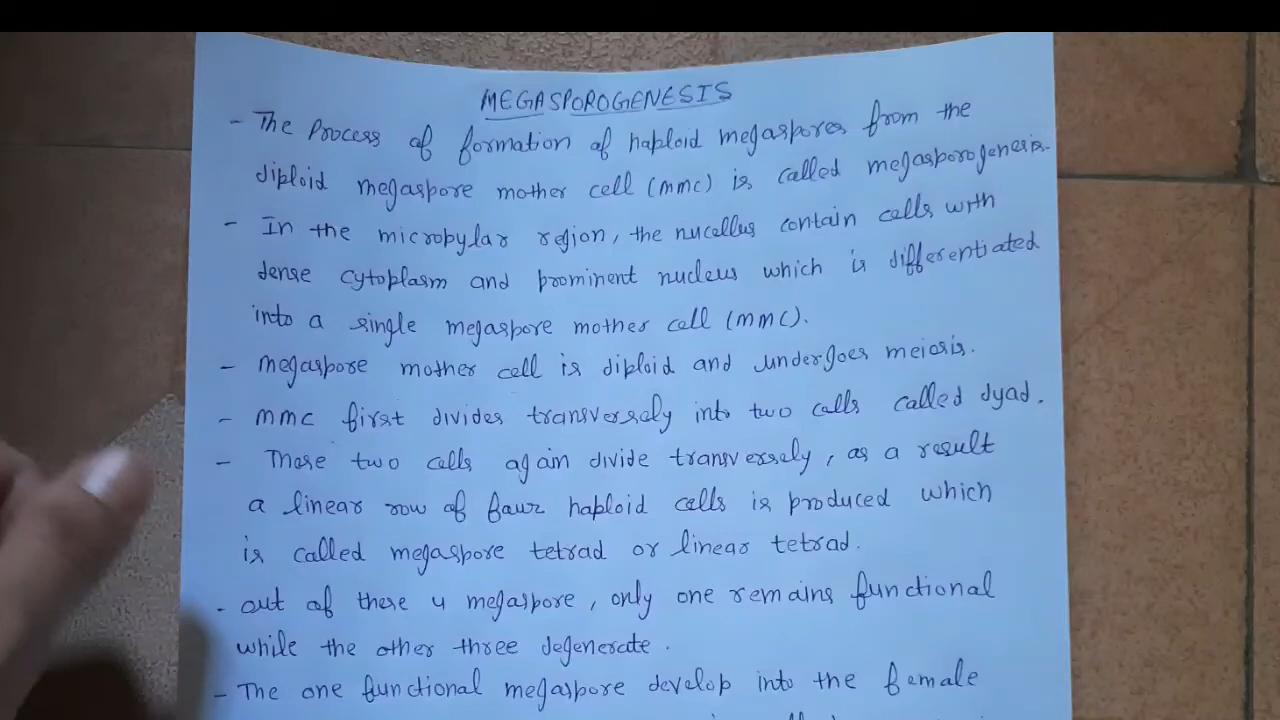 MEGASPOROGENESIS
- The Process of formation of haploid megaspores from the
diploid megaspore mother cell (mmc) is called megasporogenesis.
- In the micropylar region, the nucellus contain cells with
dense cytoplasm and prominent nucleus which is differentiated
into a single megaspore mother cell (mmc).
- megaspore mother cell is diploid and undergoes meiosis.
- mmc first divides transversely into two cells called dyad.
- These two cells again divide transversely, as a result
a linear row of four haploid cells is produced which
is called megaspore tetrad or linear tetrad.
- out of these 4 megaspore, only one remains functional
while the other three degenerate.
- The one functional megaspore develop into the female